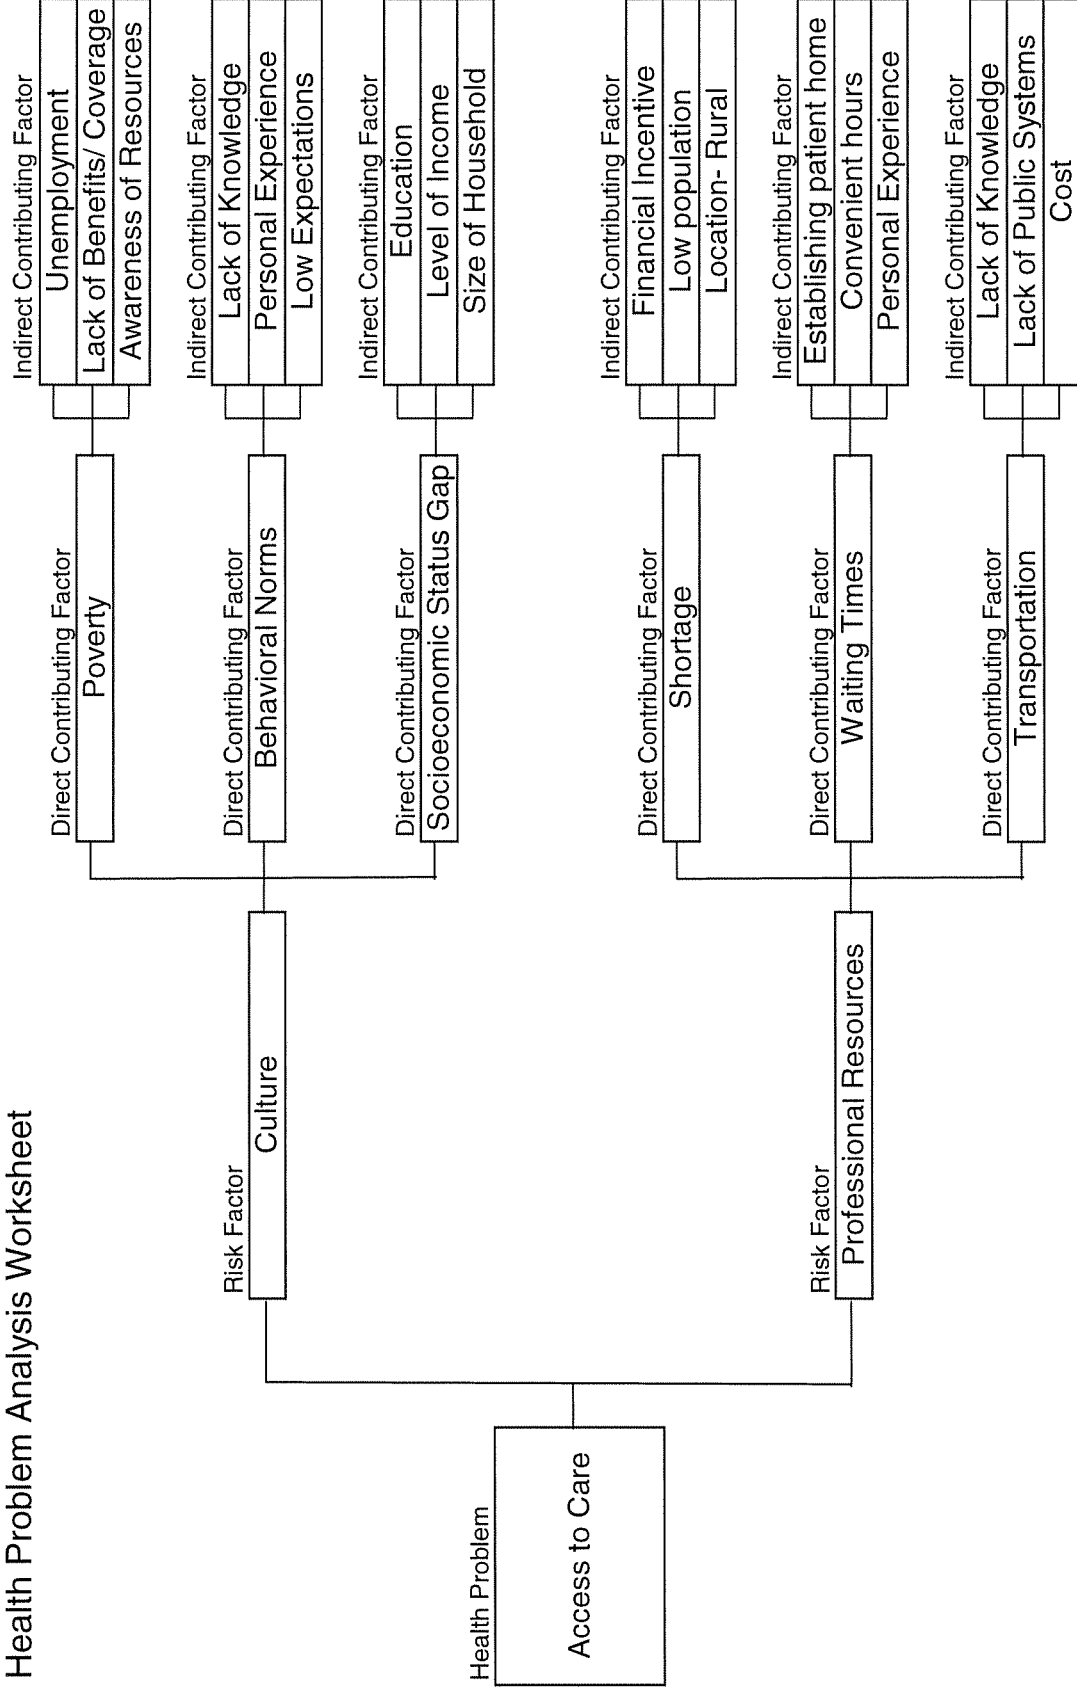 Health Problem Analysis Worksheet
Health Problem
Access to Care
Risk Factor
Culture
Direct Contributing Factor
Poverty
Indirect Contributing Factor
Unemployment
Lack of Benefits/ Coverage
Awareness of Resources
Direct Contributing Factor
Behavioral Norms
Indirect Contributing Factor
Lack of Knowledge
Personal Experience
Low Expectations
Direct Contributing Factor
Socioeconomic Status Gap
Indirect Contributing Factor
Education
Level of Income
Size of Household
Risk Factor
Professional Resources
Direct Contributing Factor
Shortage
Indirect Contributing Factor
Financial Incentive
Low population
Location- Rural
Direct Contributing Factor
Waiting Times
Indirect Contributing Factor
Establishing patient home
Convenient hours
Personal Experience
Direct Contributing Factor
Transportation
Indirect Contributing Factor
Lack of Knowledge
Lack of Public Systems
Cost